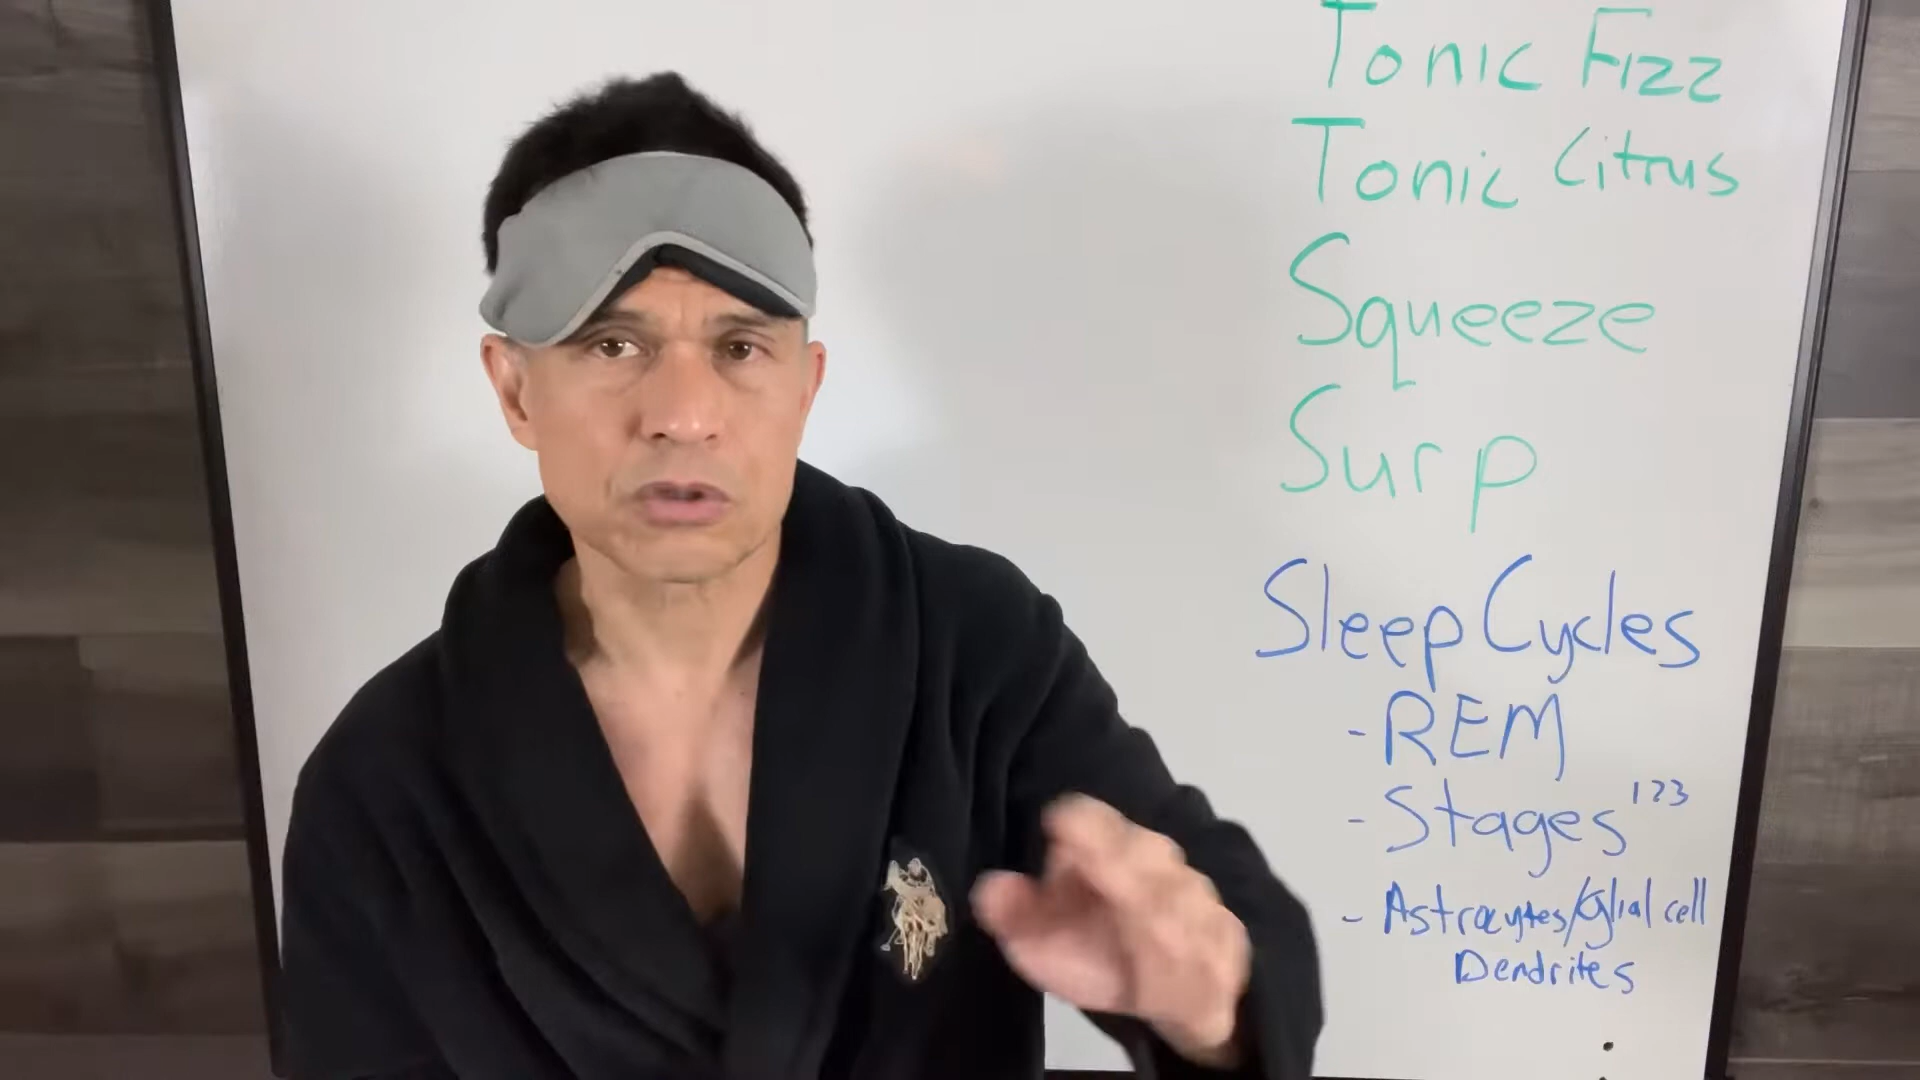 Tonic Fizz
Tonic Citrus
Squeeze
Surp
Sleep Cycles
- REM
- Stages 123
- Astrocytes/Glial cell
Dendrites